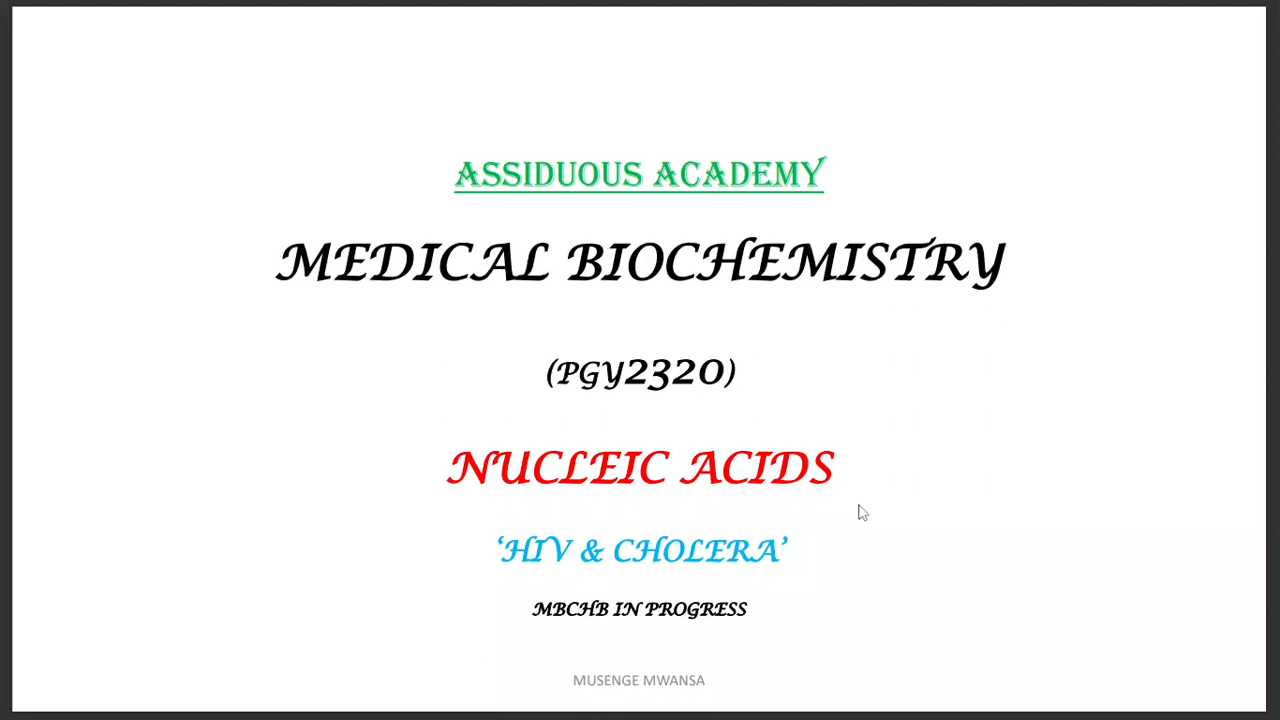 ASSIDUOUS ACADEMY
MEDICAL BIOCHEMISTRY
(PGY2320)
NUCLEIC ACIDS
‘HIV & CHOLERA’
MBCHB IN PROGRESS
MUSENGE MWANSA